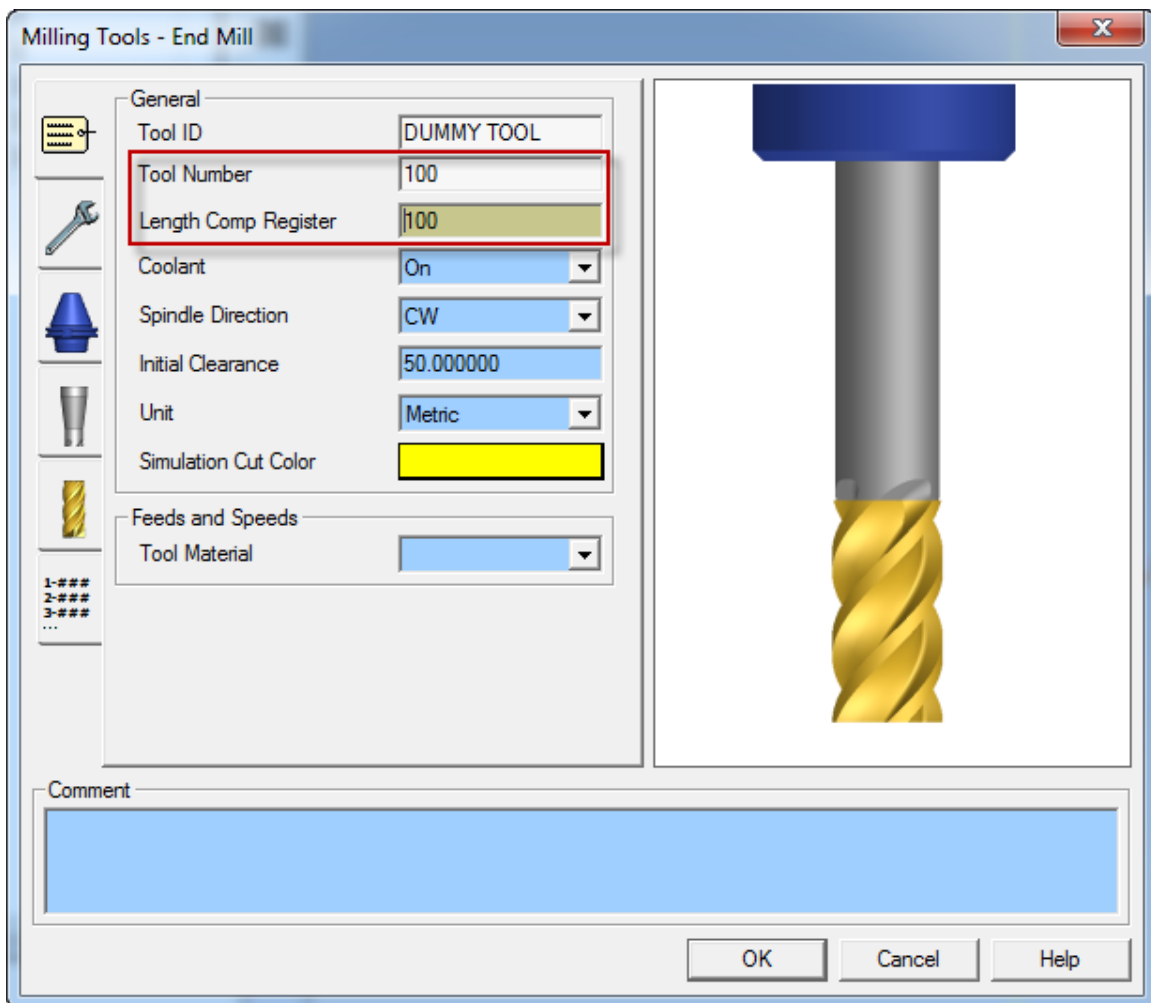 Milling Tools - End Mill
General
Tool ID DUMMY TOOL
Tool Number 100
Length Comp Register 100
Coolant On
Spindle Direction CW
Initial Clearance 50.000000
Unit Metric
Simulation Cut Color
Feeds and Speeds
Tool Material
1-###
2-###
3-###
...
Comment
OK Cancel Help